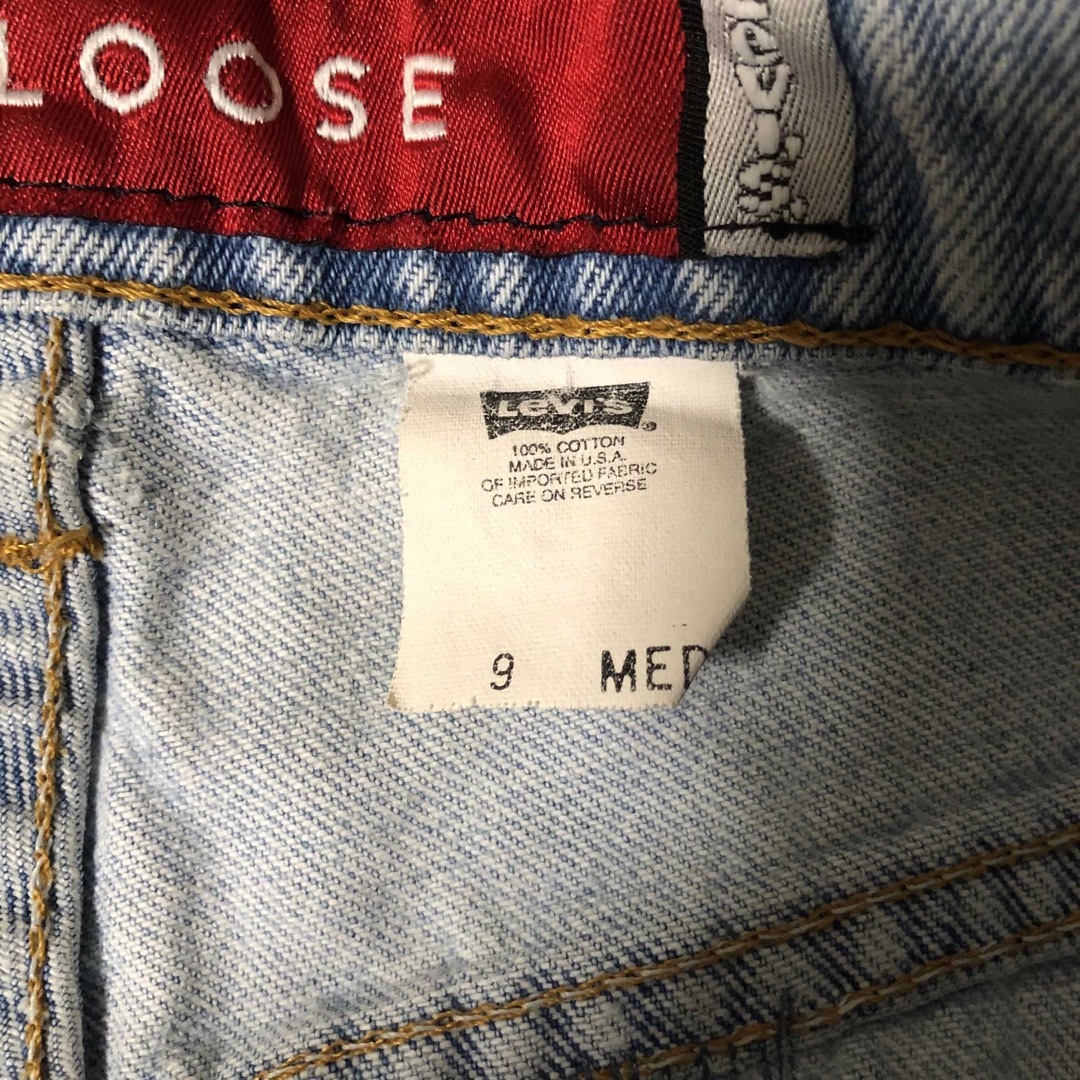 LOOSE
Levi's
LEVI'S
100% COTTON
MADE IN U.S.A.
OF IMPORTED FABRIC
CARE ON REVERSE
9 MED